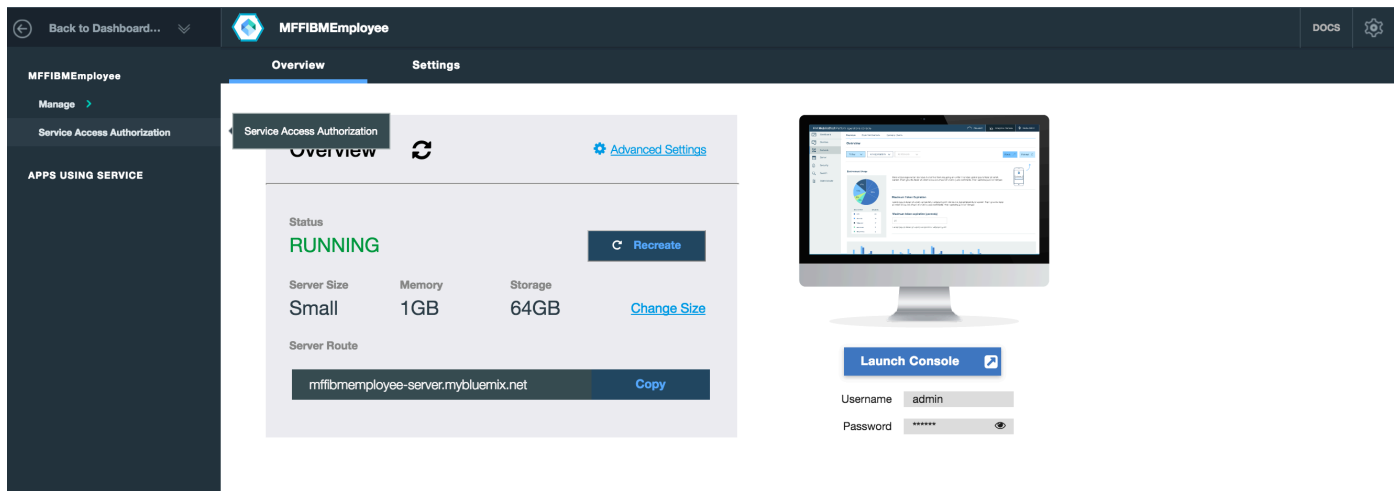 Back to Dashboard...
MFFIBMEmployee
DOCS
Overview
Settings
MFFIBMEmployee
Manage
Service Access Authorization
APPS USING SERVICE
Service Access Authorization
Overview
Advanced Settings
Status
RUNNING
Recreate
Server Size
Memory
Storage
Small
1GB
64GB
Change Size
Server Route
mffibmemployee-server.mybluemix.net
Copy
Launch Console
Username
admin
Password
******